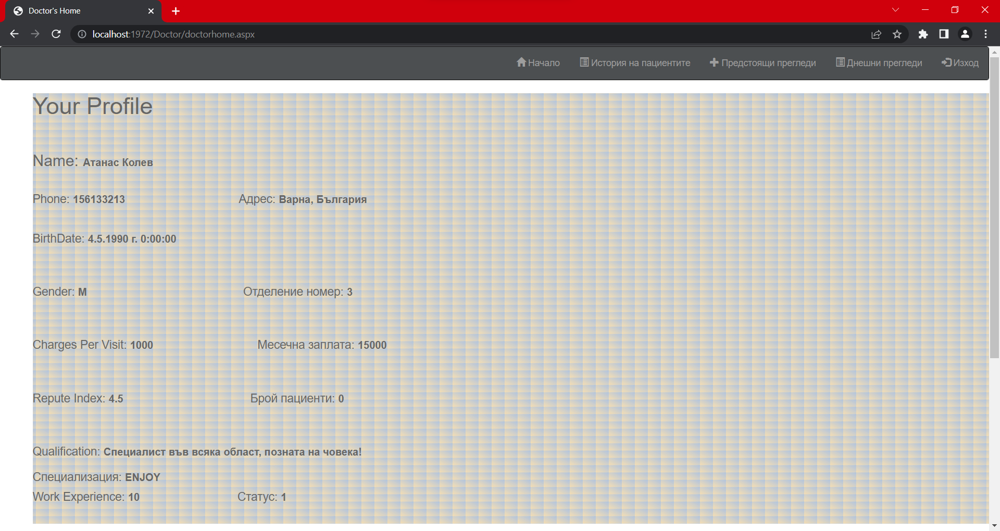 Doctor's Home
localhost:1972/Doctor/doctorhome.aspx
Начало История на пациентите Предстоящи прегледи Днешни прегледи Изход
Your Profile
Name: Атанас Колев
Phone: 156133213 Адрес: Варна, България
BirthDate: 4.5.1990 г. 0:00:00
Gender: M Отделение номер: 3
Charges Per Visit: 1000 Месечна заплата: 15000
Repute Index: 4.5 Брой пациенти: 0
Qualification: Специалист във всяка област, позната на човека!
Специализация: ENJOY
Work Experience: 10 Статус: 1